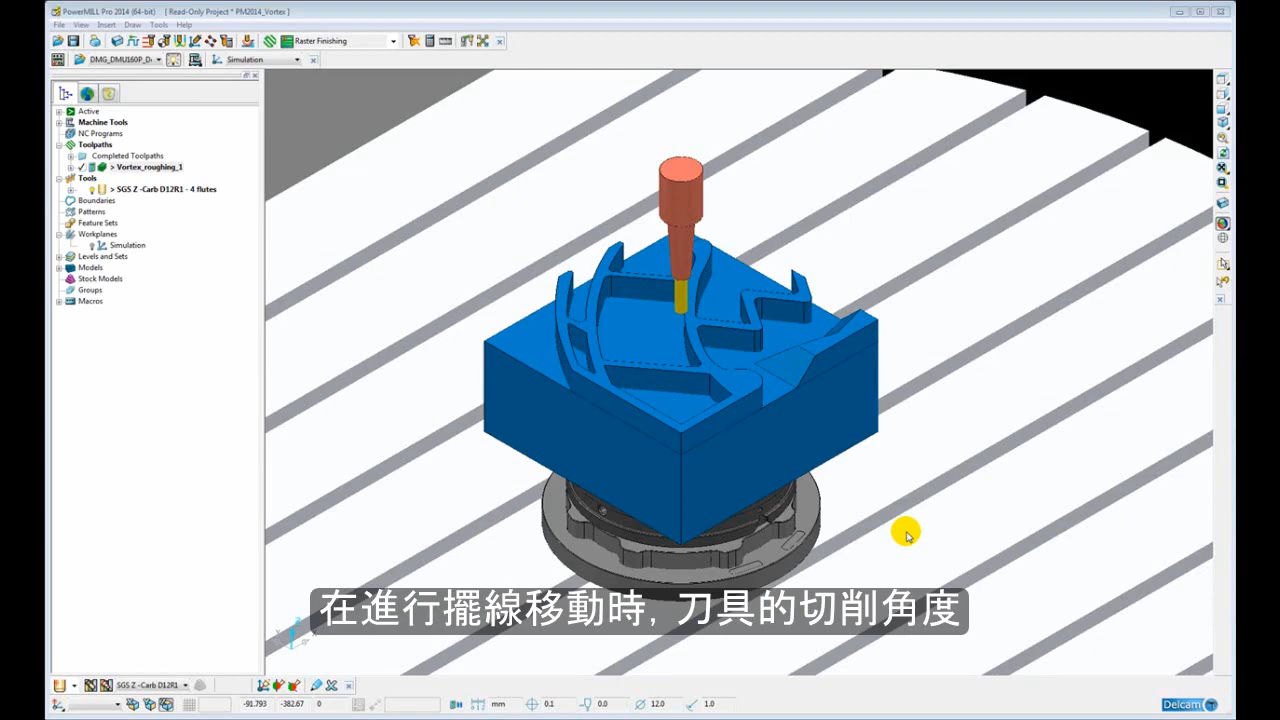 PowerMILL Pro 2014 (64-bit) - [ Read-Only Project * PM2014_Vortex ]
File View Insert Draw Tools Help
Raster Finishing
DMG_DMU160P_D Simulation
Active
Machine Tools
NC Programs
Toolpaths
Completed Toolpaths
> Vortex_roughing_1
Tools
> SGS Z -Carb D12R1 - 4 flutes
Boundaries
Patterns
Feature Sets
Workplanes
Simulation
Levels and Sets
Models
Stock Models
Groups
Macros
在進行擺線移動時, 刀具的切削角度
SGS Z -Carb D12R1
-91.793 -382.67 0 mm 0.1 0.0 12.0 1.0 Delcam